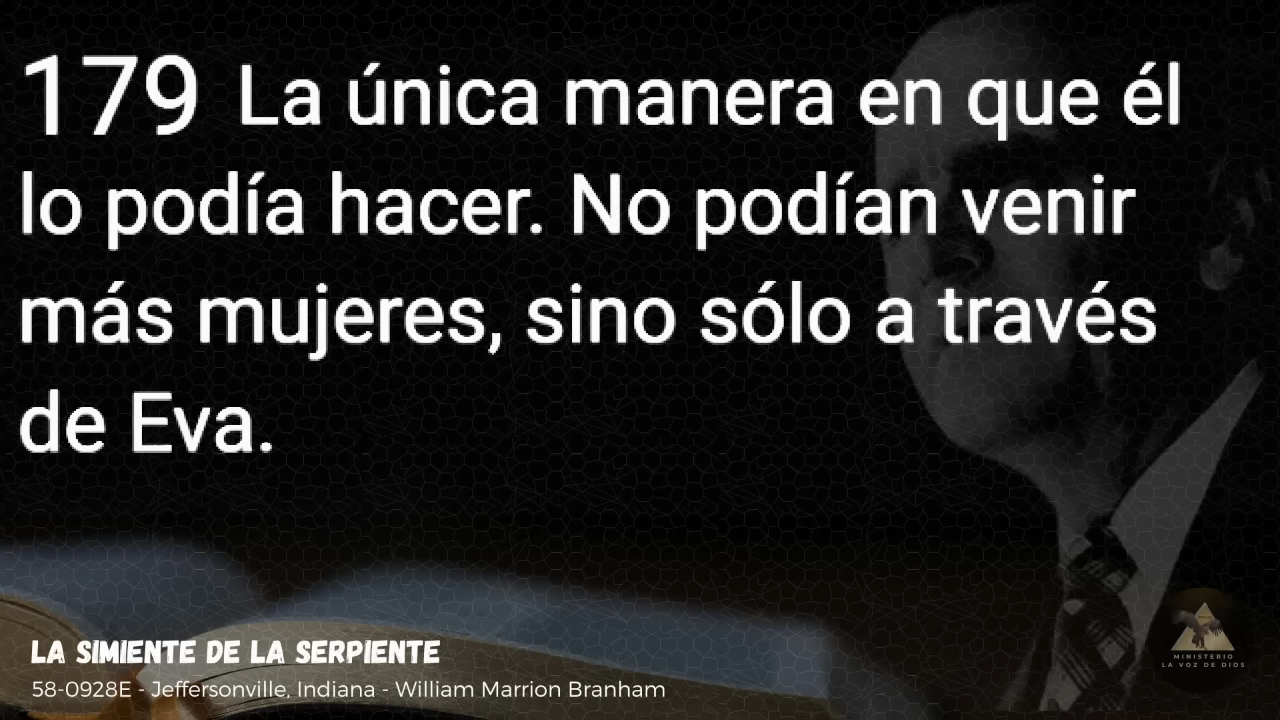 179 La única manera en que él
lo podía hacer. No podían venir
más mujeres, sino sólo a través
de Eva.
LA SIMIENTE DE LA SERPIENTE
58-0928E - Jeffersonville, Indiana - William Marrion Branham
MINISTERIO
LA VOZ DE DIOS